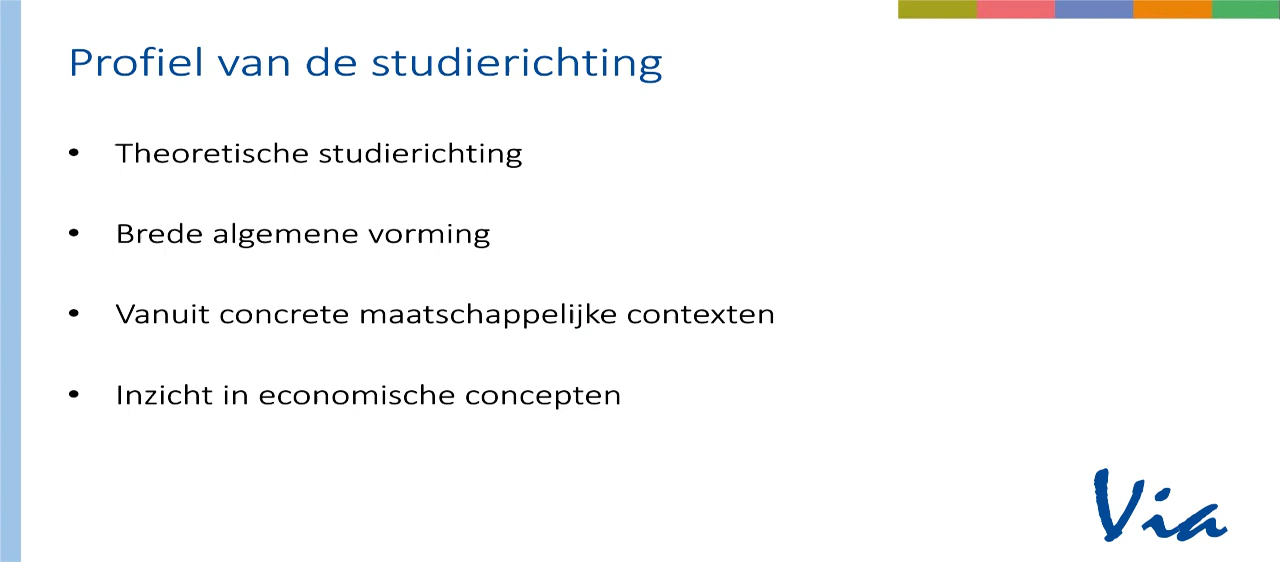 Profiel van de studierichting
• Theoretische studierichting
• Brede algemene vorming
• Vanuit concrete maatschappelijke contexten
• Inzicht in economische concepten
Via